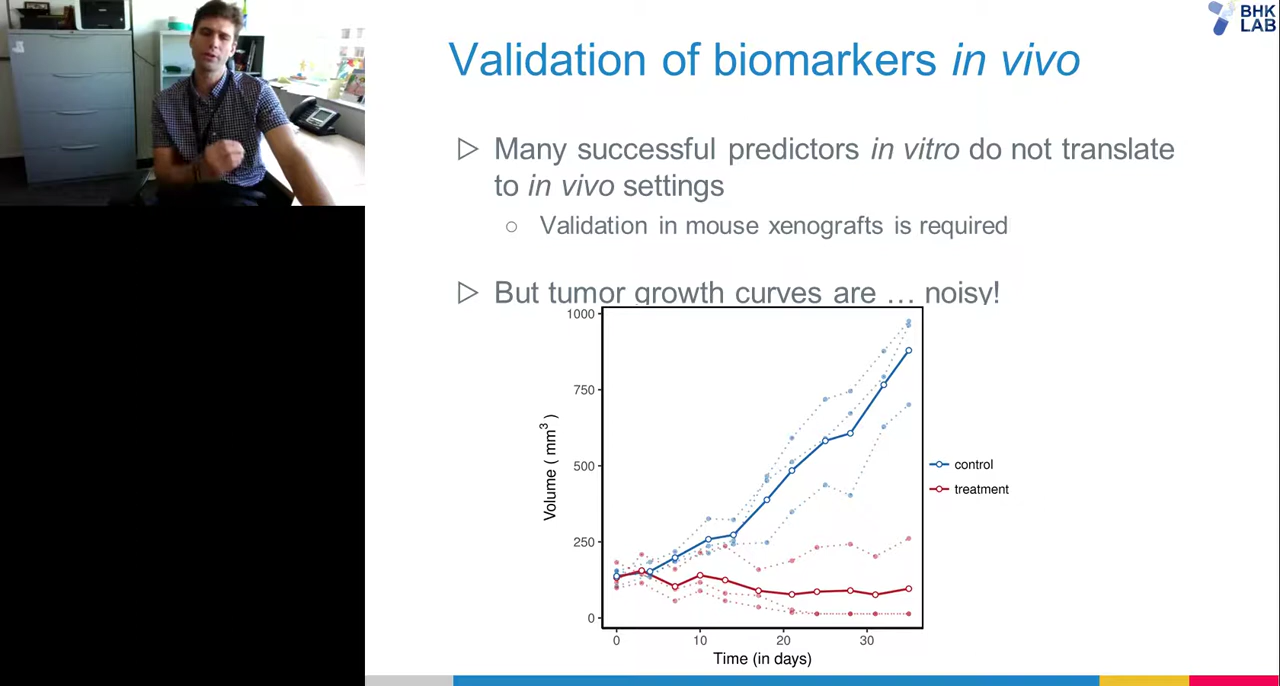 BHK
LAB
Validation of biomarkers in vivo
▷ Many successful predictors in vitro do not translate
to in vivo settings
○ Validation in mouse xenografts is required
▷ But tumor growth curves are … noisy!
1000
750
500
250
0
Volume ( mm³ )
0 10 20 30
Time (in days)
control
treatment